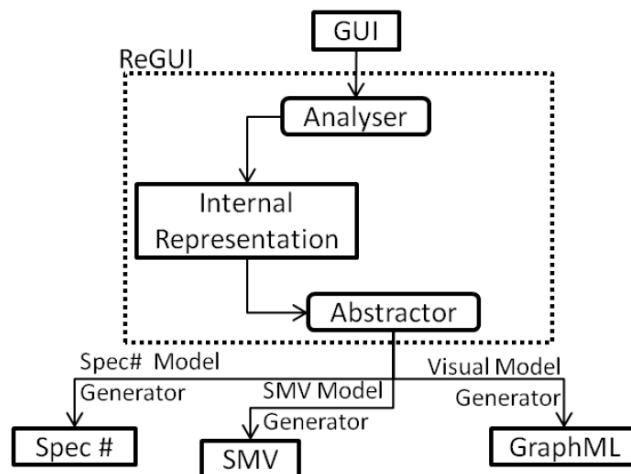 GUI
ReGUI
Analyser
Internal
Representation
Abstractor
Spec# Model
Generator
SMV Model
Generator
Visual Model
Generator
Spec #
SMV
GraphML